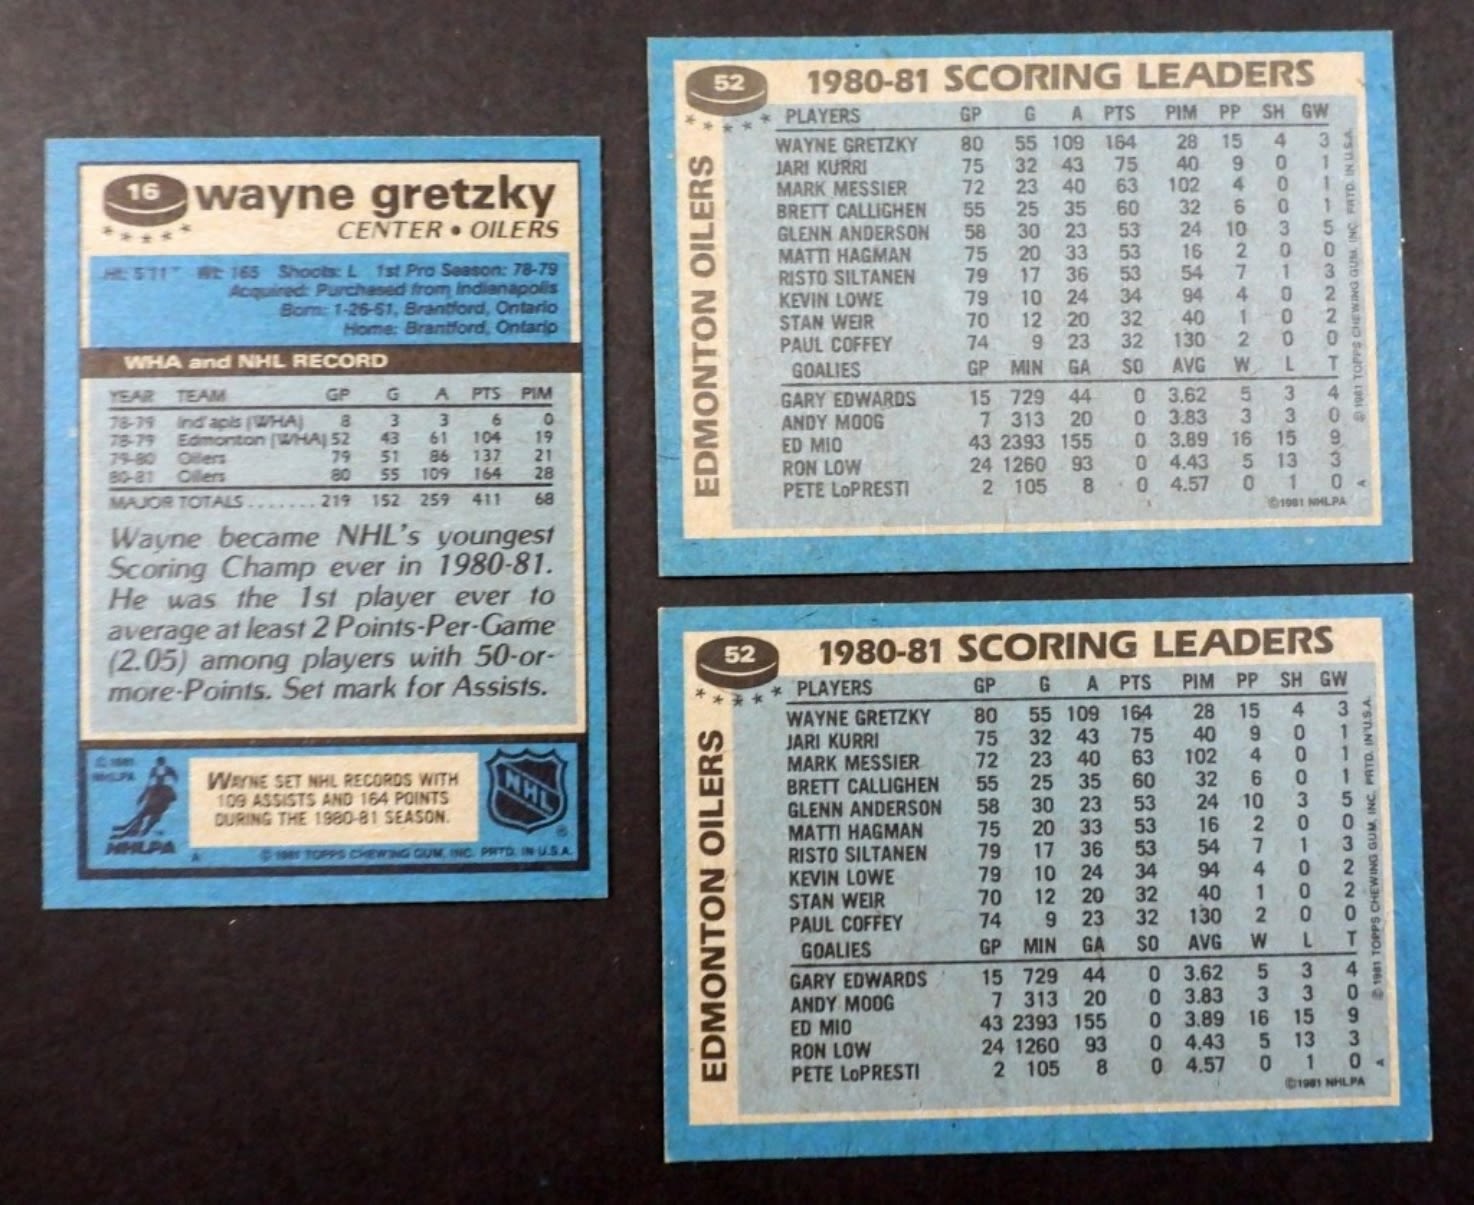 16 wayne gretzky
CENTER • OILERS
Ht: 5'11" Wt: 165 Shoots: L 1st Pro Season: 78-79
Acquired: Purchased from Indianapolis
Born: 1-26-61, Brantford, Ontario
Home: Brantford, Ontario
WHA and NHL RECORD
YEAR TEAM GP G A PTS PIM
78-79 Ind'apls (WHA) 8 3 3 6 0
78-79 Edmonton (WHA) 52 43 61 104 19
79-80 Oilers 79 51 86 137 21
80-81 Oilers 80 55 109 164 28
MAJOR TOTALS ....... 219 152 259 411 68
Wayne became NHL's youngest
Scoring Champ ever in 1980-81.
He was the 1st player ever to
average at least 2 Points-Per-Game
(2.05) among players with 50-or-
more-Points. Set mark for Assists.
© 1981
NHLPA
WAYNE SET NHL RECORDS WITH
109 ASSISTS AND 164 POINTS
DURING THE 1980-81 SEASON.
NHL
®
NHLPA
A © 1981 TOPPS CHEWING GUM, INC. PRTD. IN U.S.A.
52 1980-81 SCORING LEADERS
EDMONTON OILERS
PLAYERS GP G A PTS PIM PP SH GW
WAYNE GRETZKY 80 55 109 164 28 15 4 3
JARI KURRI 75 32 43 75 40 9 0 1
MARK MESSIER 72 23 40 63 102 4 0 1
BRETT CALLIGHEN 55 25 35 60 32 6 0 1
GLENN ANDERSON 58 30 23 53 24 10 3 5
MATTI HAGMAN 75 20 33 53 16 2 0 0
RISTO SILTANEN 79 17 36 53 54 7 1 3
KEVIN LOWE 79 10 24 34 94 4 0 2
STAN WEIR 70 12 20 32 40 1 0 2
PAUL COFFEY 74 9 23 32 130 2 0 0
GOALIES GP MIN GA SO AVG W L T
GARY EDWARDS 15 729 44 0 3.62 5 3 4
ANDY MOOG 7 313 20 0 3.83 3 3 0
ED MIO 43 2393 155 0 3.89 16 15 9
RON LOW 24 1260 93 0 4.43 5 13 3
PETE LoPRESTI 2 105 8 0 4.57 0 1 0
©1981 NHLPA
A
© 1981 TOPPS CHEWING GUM, INC. PRTD. IN U.S.A.
52 1980-81 SCORING LEADERS
EDMONTON OILERS
PLAYERS GP G A PTS PIM PP SH GW
WAYNE GRETZKY 80 55 109 164 28 15 4 3
JARI KURRI 75 32 43 75 40 9 0 1
MARK MESSIER 72 23 40 63 102 4 0 1
BRETT CALLIGHEN 55 25 35 60 32 6 0 1
GLENN ANDERSON 58 30 23 53 24 10 3 5
MATTI HAGMAN 75 20 33 53 16 2 0 0
RISTO SILTANEN 79 17 36 53 54 7 1 3
KEVIN LOWE 79 10 24 34 94 4 0 2
STAN WEIR 70 12 20 32 40 1 0 2
PAUL COFFEY 74 9 23 32 130 2 0 0
GOALIES GP MIN GA SO AVG W L T
GARY EDWARDS 15 729 44 0 3.62 5 3 4
ANDY MOOG 7 313 20 0 3.83 3 3 0
ED MIO 43 2393 155 0 3.89 16 15 9
RON LOW 24 1260 93 0 4.43 5 13 3
PETE LoPRESTI 2 105 8 0 4.57 0 1 0
©1981 NHLPA
A
© 1981 TOPPS CHEWING GUM, INC. PRTD. IN U.S.A.